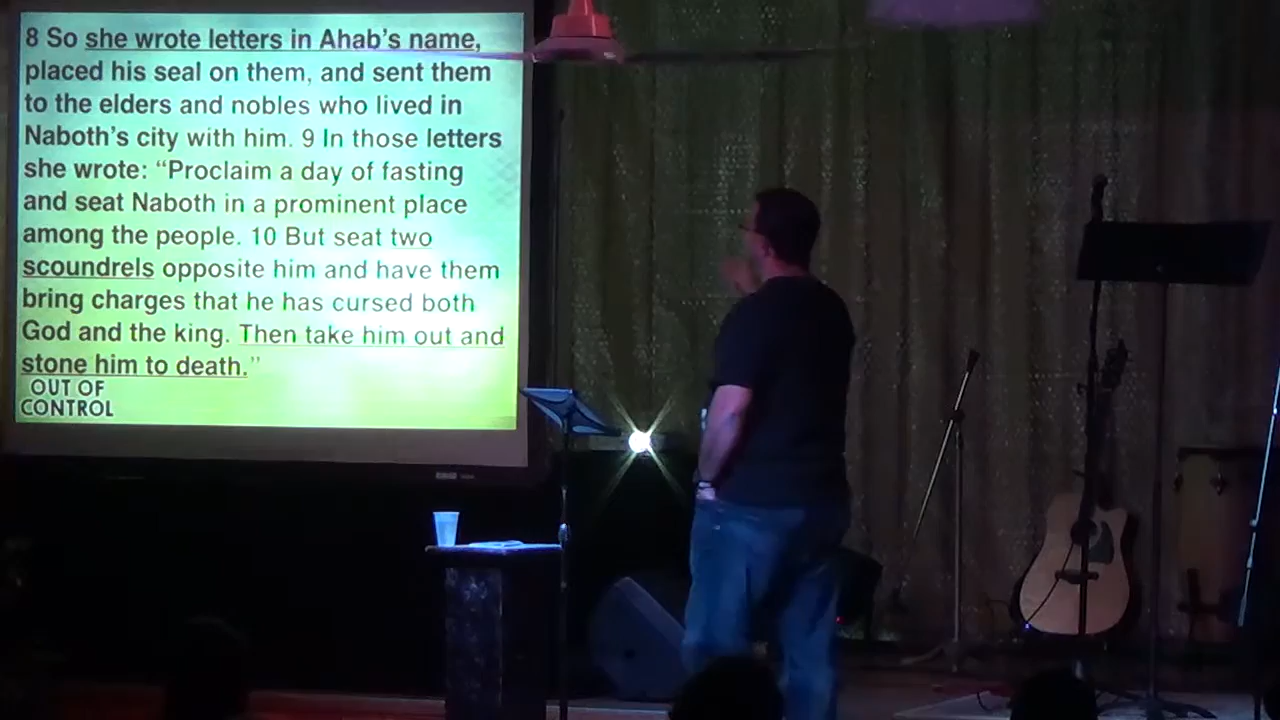 8 So she wrote letters in Ahab's name,
placed his seal on them, and sent them
to the elders and nobles who lived in
Naboth's city with him. 9 In those letters
she wrote: “Proclaim a day of fasting
and seat Naboth in a prominent place
among the people. 10 But seat two
scoundrels opposite him and have them
bring charges that he has cursed both
God and the king. Then take him out and
stone him to death.”
OUT OF
CONTROL